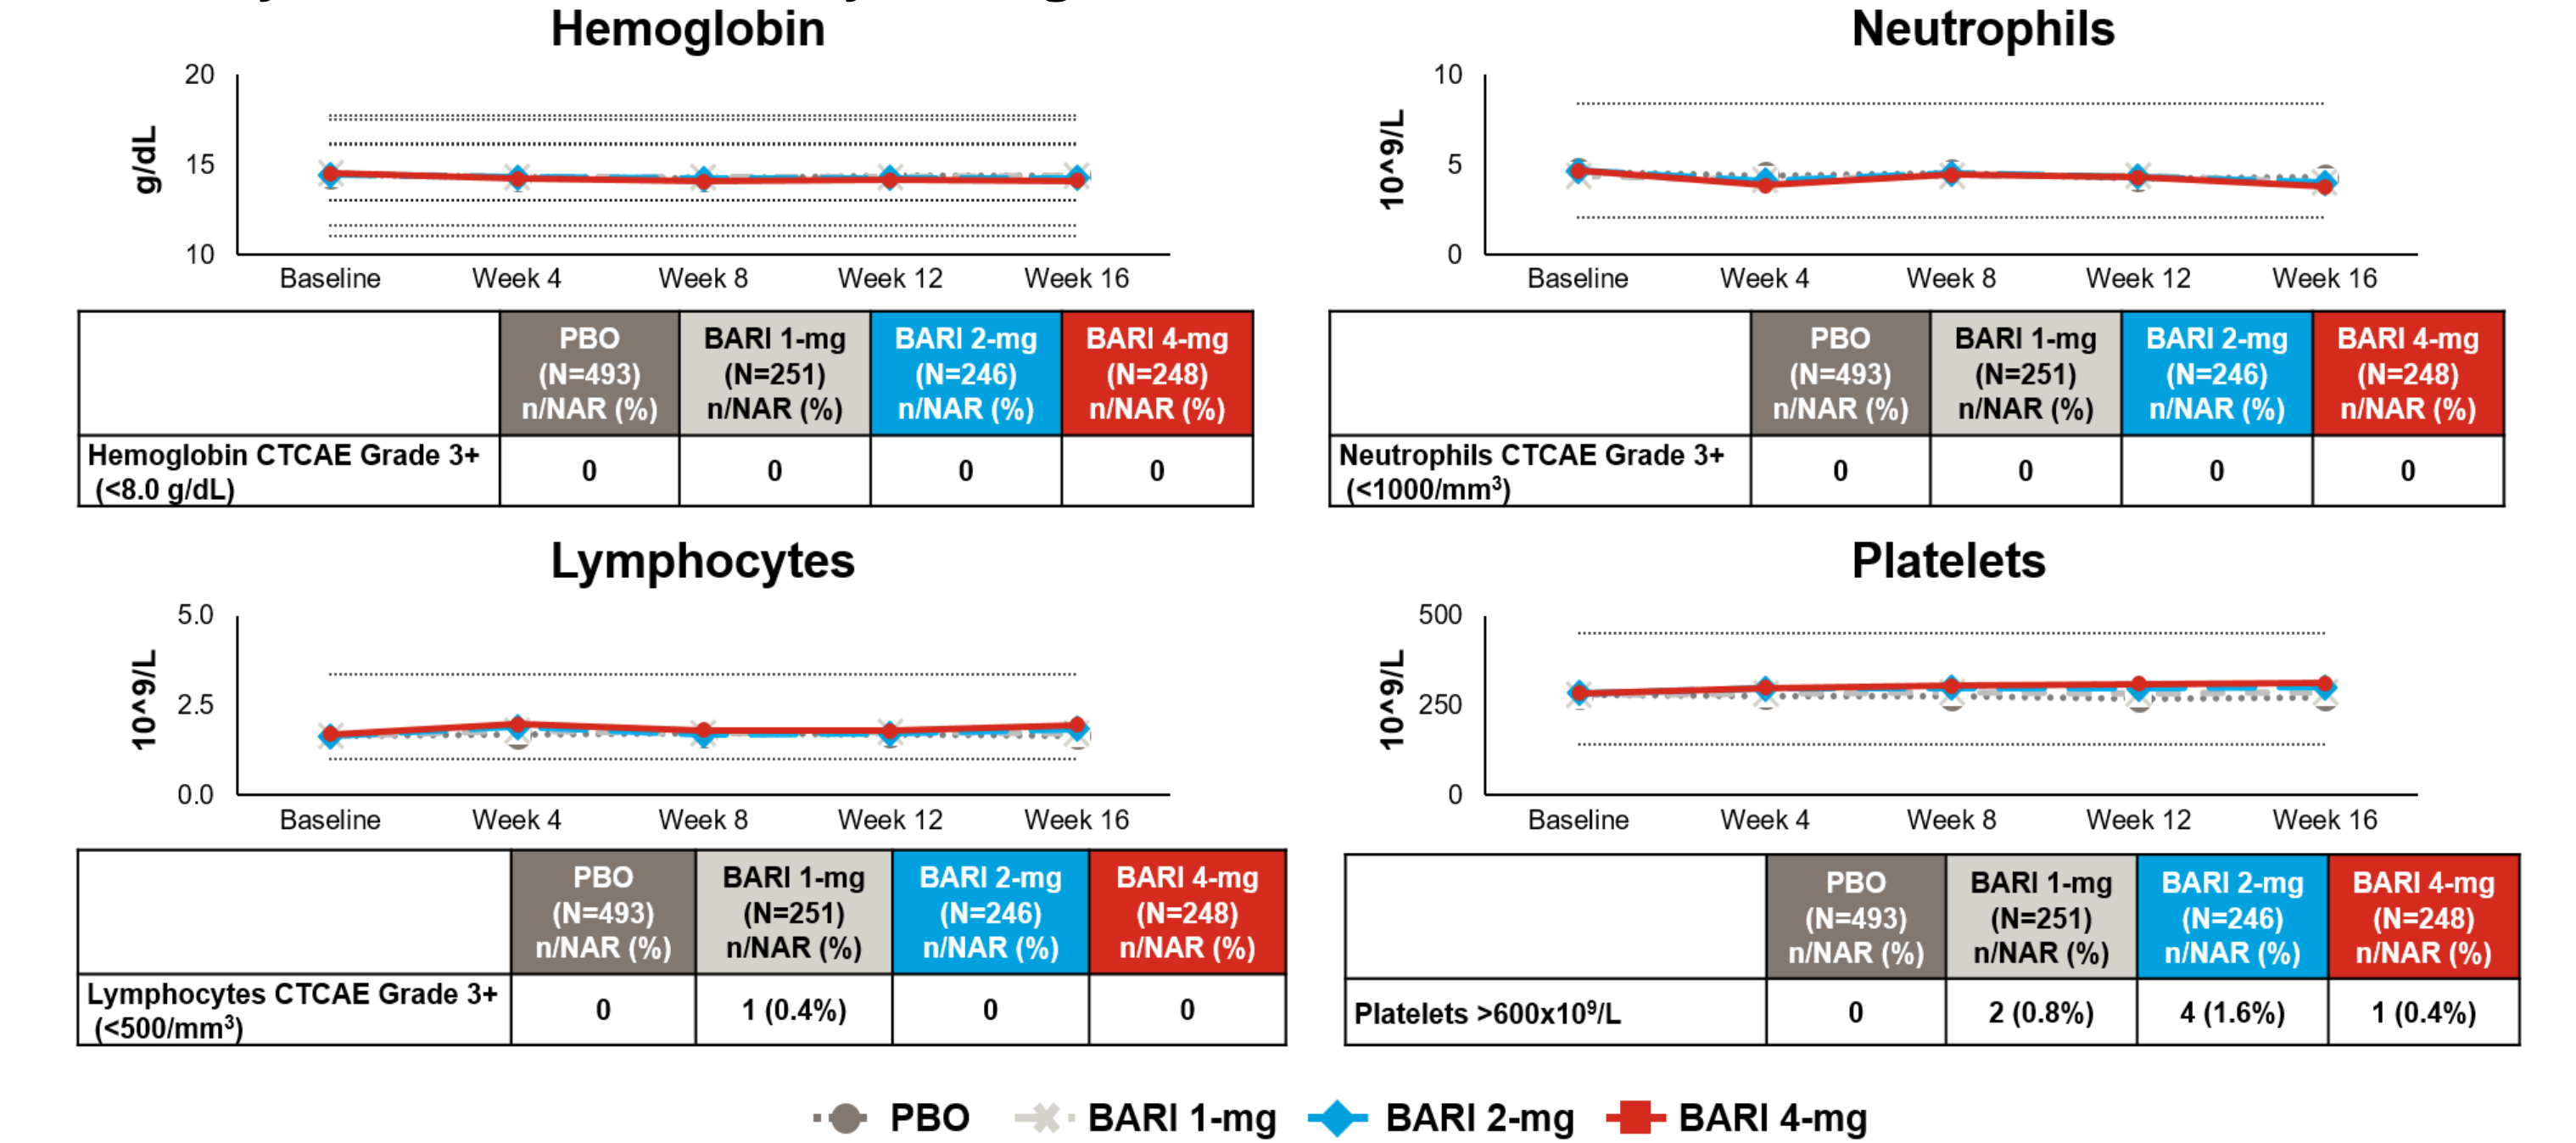 Hemoglobin
20
15
10
g/dL
Baseline Week 4 Week 8 Week 12 Week 16
PBO (N=493) n/NAR (%)
BARI 1-mg (N=251) n/NAR (%)
BARI 2-mg (N=246) n/NAR (%)
BARI 4-mg (N=248) n/NAR (%)
Hemoglobin CTCAE Grade 3+
(<8.0 g/dL)
0 0 0 0
Neutrophils
10
5
0
10^9/L
Baseline Week 4 Week 8 Week 12 Week 16
PBO (N=493) n/NAR (%)
BARI 1-mg (N=251) n/NAR (%)
BARI 2-mg (N=246) n/NAR (%)
BARI 4-mg (N=248) n/NAR (%)
Neutrophils CTCAE Grade 3+
(<1000/mm³)
0 0 0 0
Lymphocytes
5.0
2.5
0.0
10^9/L
Baseline Week 4 Week 8 Week 12 Week 16
PBO (N=493) n/NAR (%)
BARI 1-mg (N=251) n/NAR (%)
BARI 2-mg (N=246) n/NAR (%)
BARI 4-mg (N=248) n/NAR (%)
Lymphocytes CTCAE Grade 3+
(<500/mm³)
0 1 (0.4%) 0 0
Platelets
500
250
0
10^9/L
Baseline Week 4 Week 8 Week 12 Week 16
PBO (N=493) n/NAR (%)
BARI 1-mg (N=251) n/NAR (%)
BARI 2-mg (N=246) n/NAR (%)
BARI 4-mg (N=248) n/NAR (%)
Platelets >600x10⁹/L
0 2 (0.8%) 4 (1.6%) 1 (0.4%)
PBO BARI 1-mg BARI 2-mg BARI 4-mg